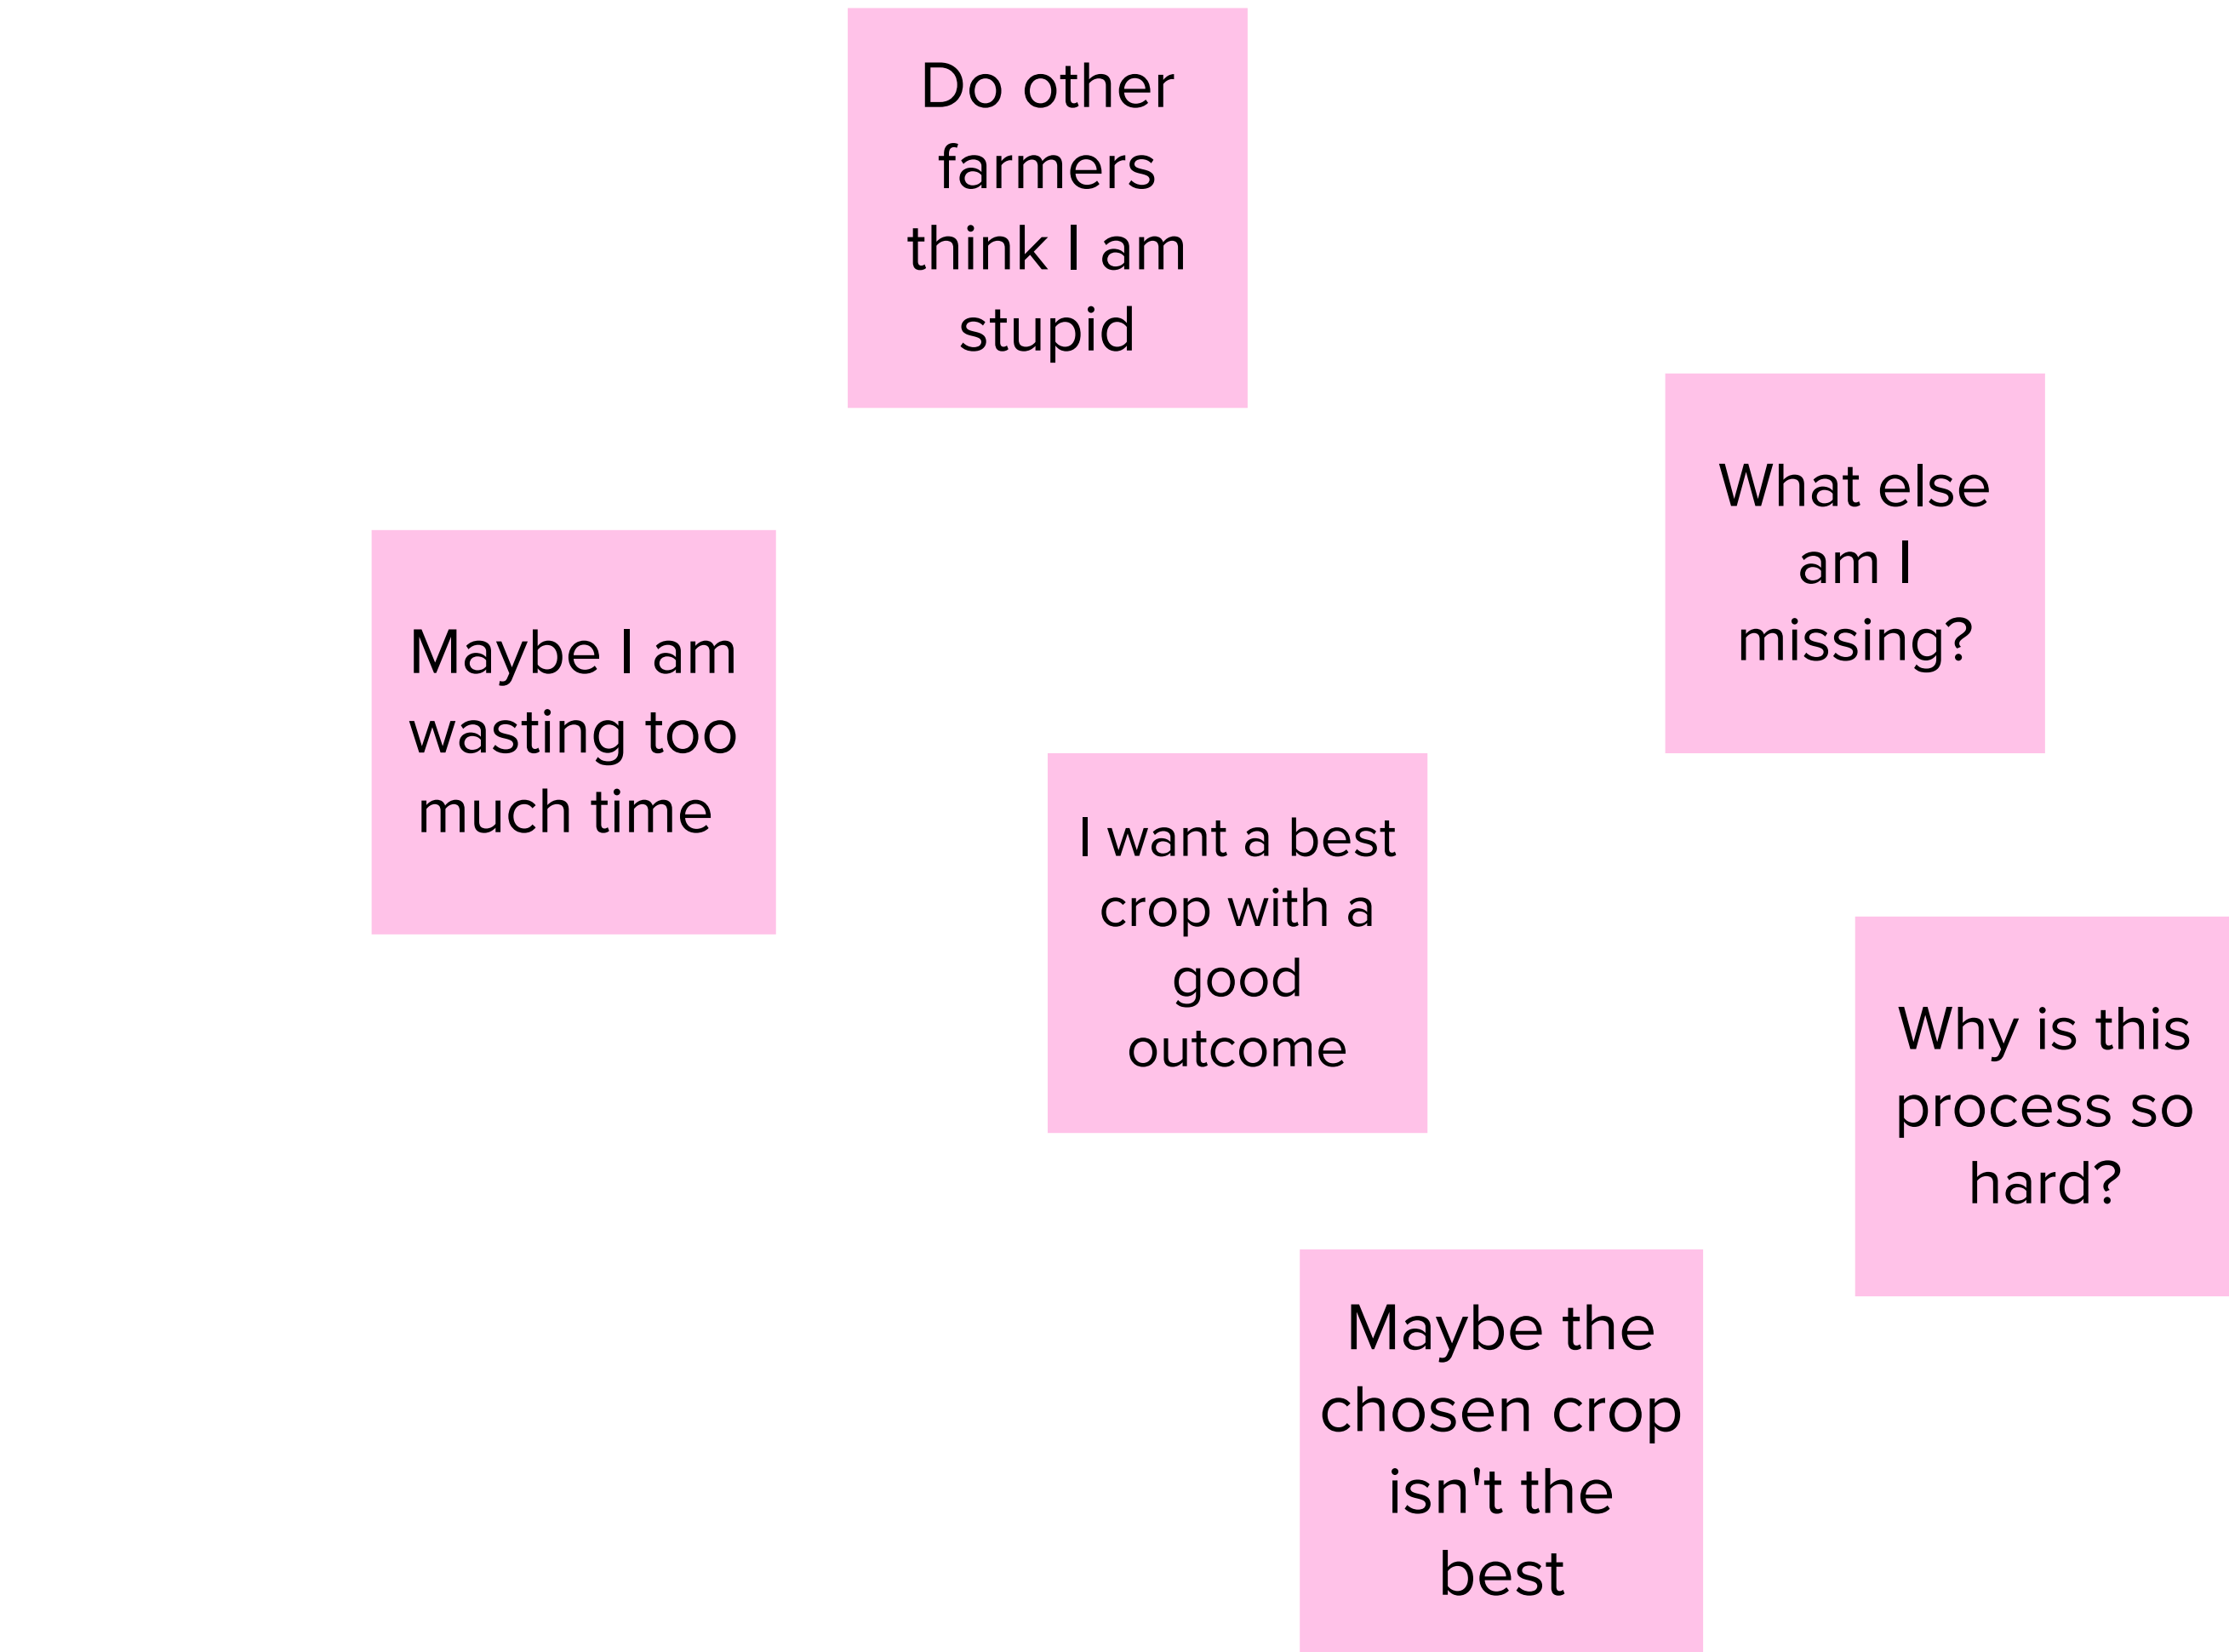 Do other
farmers
think I am
stupid
What else
am I
missing?
Maybe I am
wasting too
much time
I want a best
crop with a
good
outcome
Why is this
process so
hard?
Maybe the
chosen crop
isn't the
best